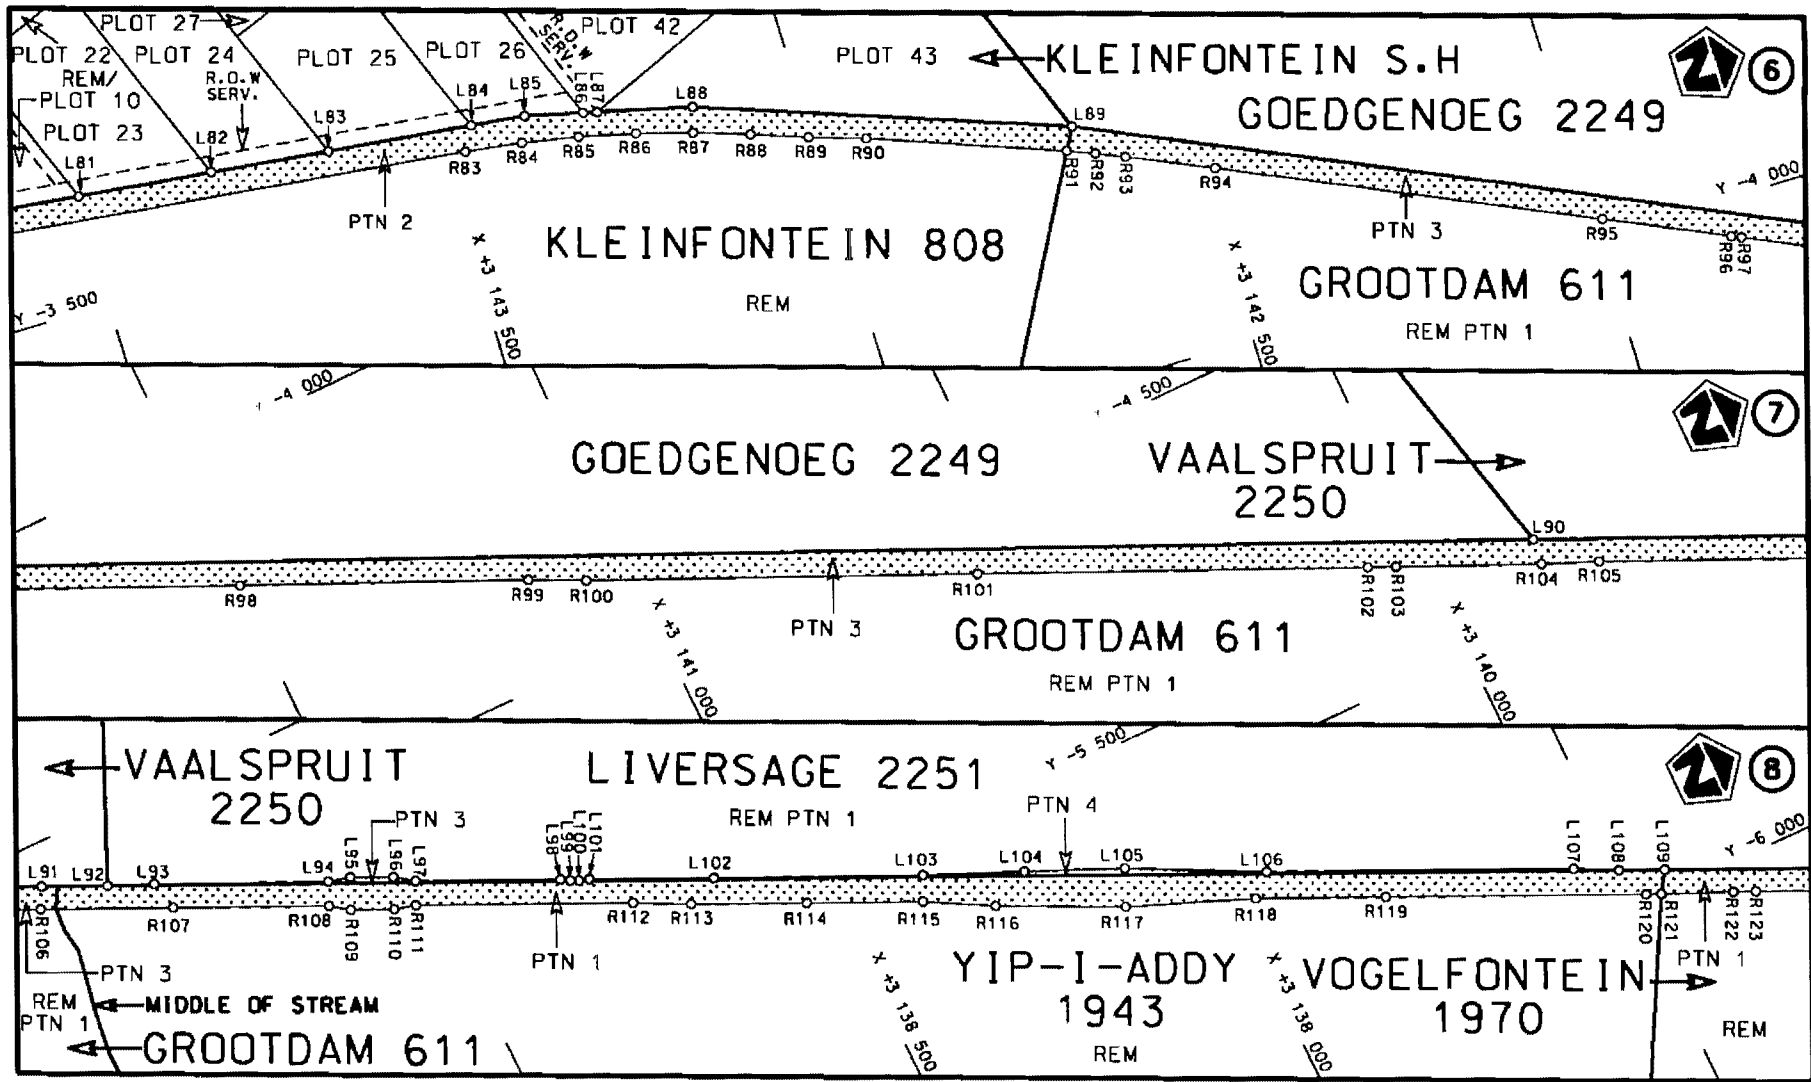 PLOT 27
PLOT 42
PLOT 22
PLOT 24
PLOT 25
PLOT 26
R.O.W
SERV.
PLOT 43
KLEINFONTEIN S.H
6
REM/
PLOT 10
R.O.W
SERV.
PLOT 23
GOEDGENOEG 2249
L81
L82
L83
L84
L85
L86
L87
L88
L89
R83
R84
R85
R86
R87
R88
R89
R90
R91
R92
R93
R94
R95
R96
R97
Y -4 000
PTN 2
PTN 3
KLEINFONTEIN 808
REM
GROOTDAM 611
REM PTN 1
Y -3 500
X +3 143 500
X +3 142 500
Y -4 000
Y -4 500
7
GOEDGENOEG 2249
VAALSPRUIT
2250
L90
R98
R99
R100
R101
R102
R103
R104
R105
PTN 3
GROOTDAM 611
REM PTN 1
X +3 141 000
X +3 140 000
VAALSPRUIT
2250
LIVERSAGE 2251
REM PTN 1
Y -5 500
8
PTN 3
PTN 4
Y -6 000
L91
L92
L93
L94
L95
L96
L97
L98
L99
L100
L101
L102
L103
L104
L105
L106
L107
L108
L109
R106
R107
R108
R109
R110
R111
R112
R113
R114
R115
R116
R117
R118
R119
R120
R121
R122
R123
PTN 3
PTN 1
PTN 1
REM
PTN 1
MIDDLE OF STREAM
GROOTDAM 611
X +3 138 500
YIP-I-ADDY
1943
REM
X +3 138 000
VOGELFONTEIN
1970
REM